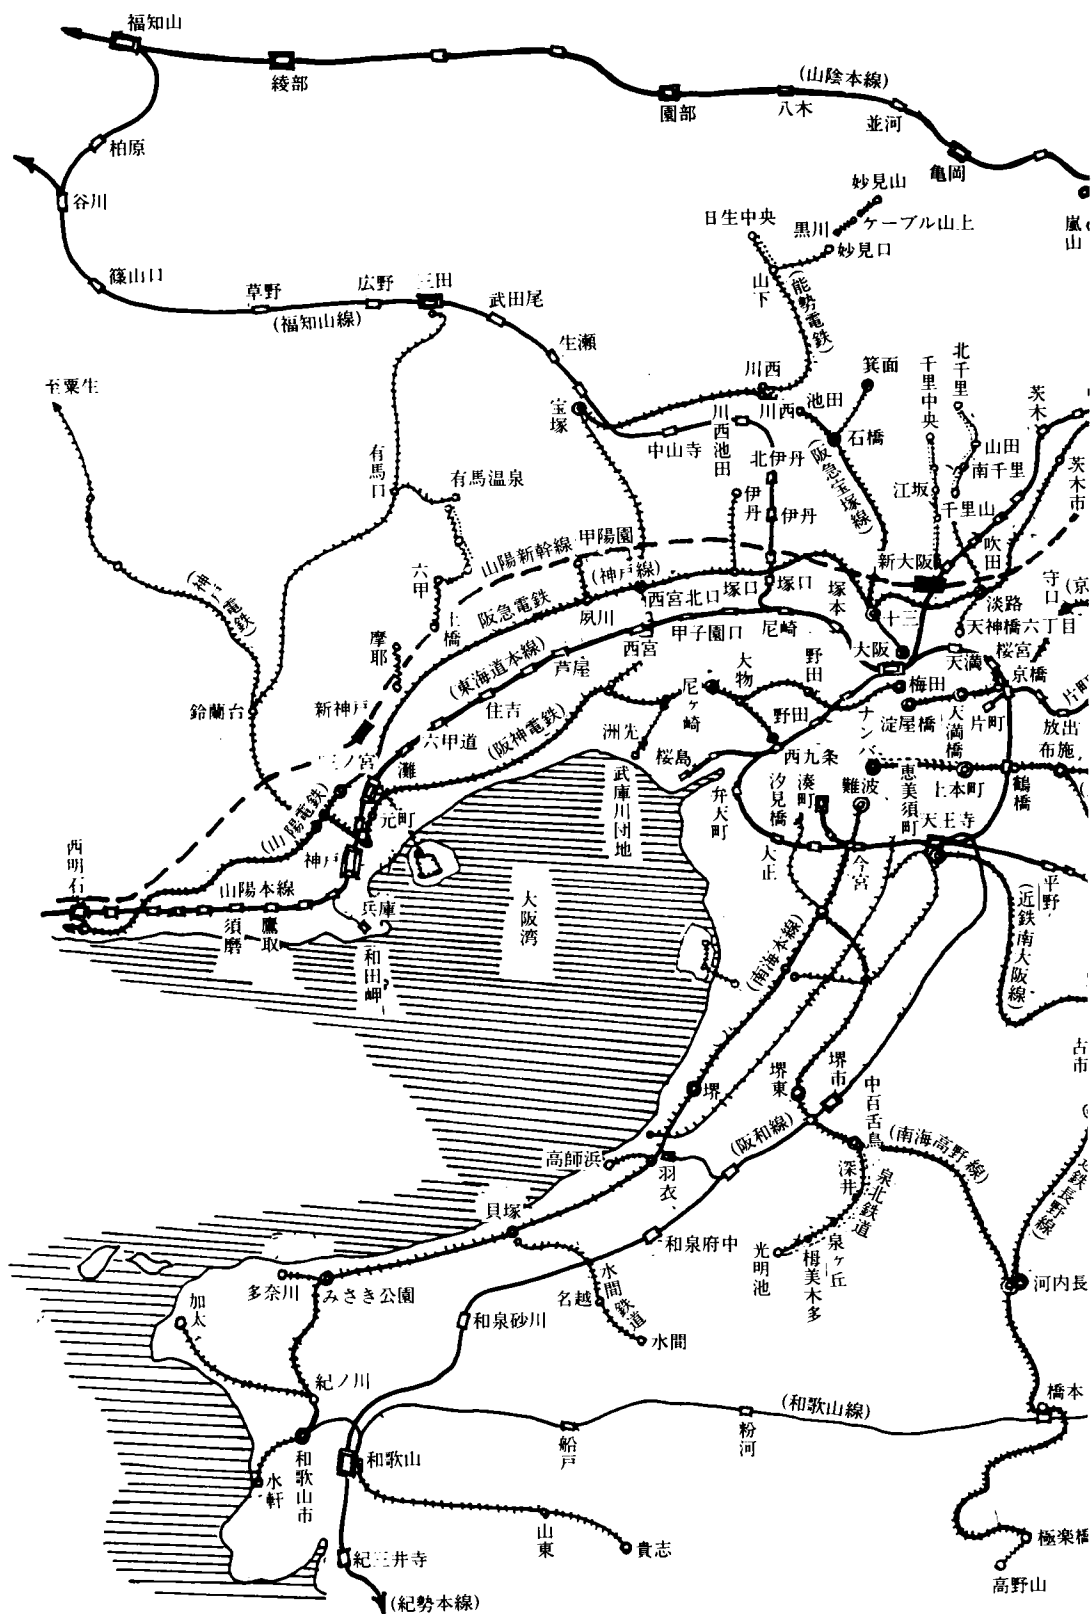 福知山
綾部
(山陰本線)
園部
八木
並河
亀岡
柏原
谷川
妙見山
ケーブル山上
黒川
日生中央
妙見口
嵐山
山下
(能勢電鉄)
篠山口
草野
広野
三田
武田尾
(福知山線)
生瀬
至粟生
宝塚
川西
川西
池田
箕面
石橋
千里中央
北千里
茨木
茨木市
中山寺
川西池田
北伊丹
(阪急宝塚線)
山田
南千里
江坂
千里山
有馬口
有馬温泉
伊丹
伊丹
吹田
新大阪
山陽新幹線
甲陽園
(神戸線)
六甲
土橋
阪急電鉄
夙川
西宮北口
塚口
塚口
塚本
十三
淡路
守口
(京
天神橋六丁目
(神戸電鉄)
摩耶
(東海道本線)
芦屋
西宮
甲子園口
尼崎
大阪
天満
桜宮
京橋
鈴蘭台
新神戸
六甲道
住吉
(阪神電鉄)
洲先
尼ヶ崎
大物
野田
野田
梅田
淀屋橋
天満橋
片町
片町
放出
布施
三ノ宮
灘
武庫川団地
桜島
西九条
ナンバ
恵美須町
上本町
鶴橋
元町
(山陽電鉄)
神戸
弁天町
汐見橋
湊町
難波
天王寺
西明石
山陽本線
須磨
鷹取
兵庫
和田岬
大阪湾
大正
今宮
平野
(近鉄南大阪線)
(南海本線)
古市
堺
堺東
堺市
中百舌鳥
(阪和線)
(南海高野線)
高師浜
羽衣
深井
泉北鉄道
鉄長野線)
貝塚
和泉府中
光明池
栂美木多
泉ヶ丘
河内長
多奈川
みさき公園
加太
水間鉄道
名越
水間
和泉砂川
紀ノ川
(和歌山線)
橋本
船戸
粉河
和歌山
和歌山市
水軒
山東
貴志
極楽橋
高野山
紀三井寺
(紀勢本線)